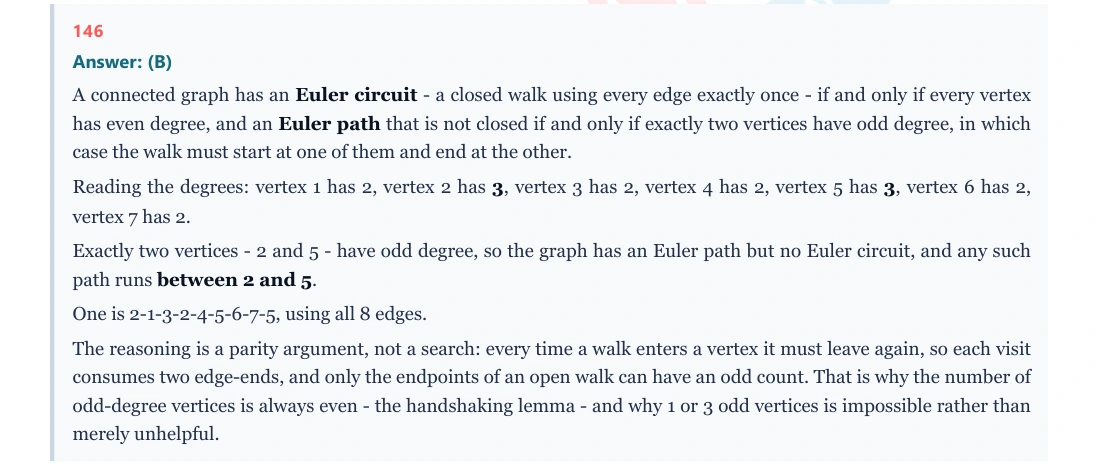 146
Answer: (B)
A connected graph has an Euler circuit - a closed walk using every edge exactly once - if and only if every vertex
has even degree, and an Euler path that is not closed if and only if exactly two vertices have odd degree, in which
case the walk must start at one of them and end at the other.
Reading the degrees: vertex 1 has 2, vertex 2 has 3, vertex 3 has 2, vertex 4 has 2, vertex 5 has 3, vertex 6 has 2,
vertex 7 has 2.
Exactly two vertices - 2 and 5 - have odd degree, so the graph has an Euler path but no Euler circuit, and any such
path runs between 2 and 5.
One is 2-1-3-2-4-5-6-7-5, using all 8 edges.
The reasoning is a parity argument, not a search: every time a walk enters a vertex it must leave again, so each visit
consumes two edge-ends, and only the endpoints of an open walk can have an odd count. That is why the number of
odd-degree vertices is always even - the handshaking lemma - and why 1 or 3 odd vertices is impossible rather than
merely unhelpful.